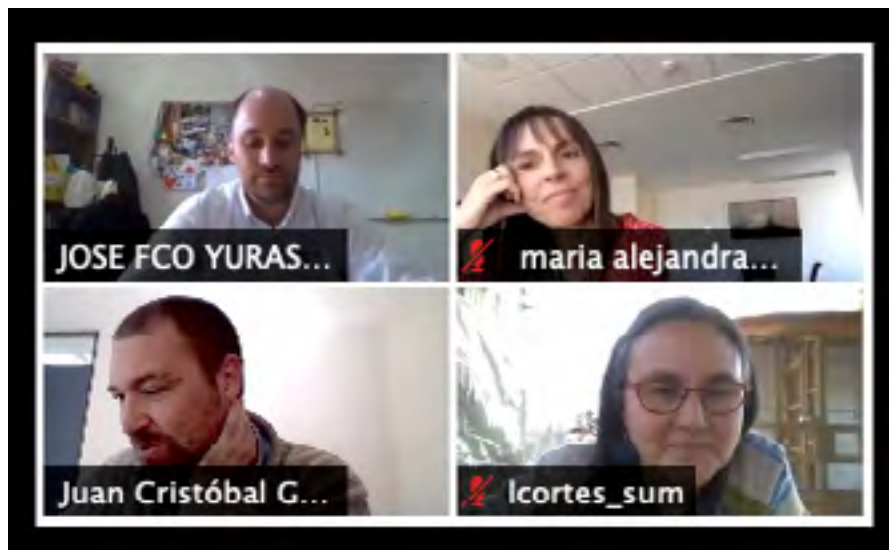 JOSE FCO YURAS...
maria alejandra...
Juan Cristóbal G...
lcortes_sum